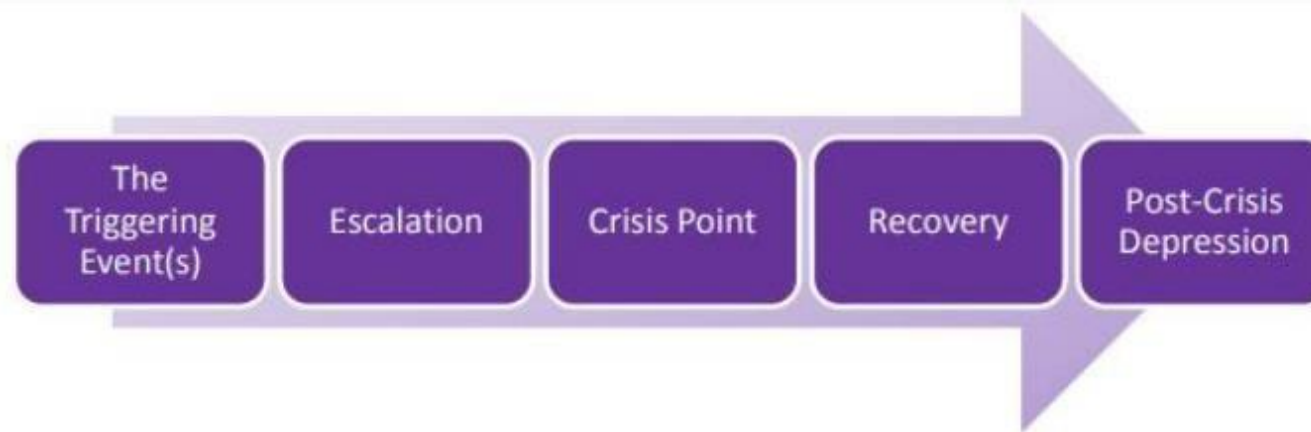 The
Triggering
Event(s)
Escalation
Crisis Point
Recovery
Post-Crisis
Depression